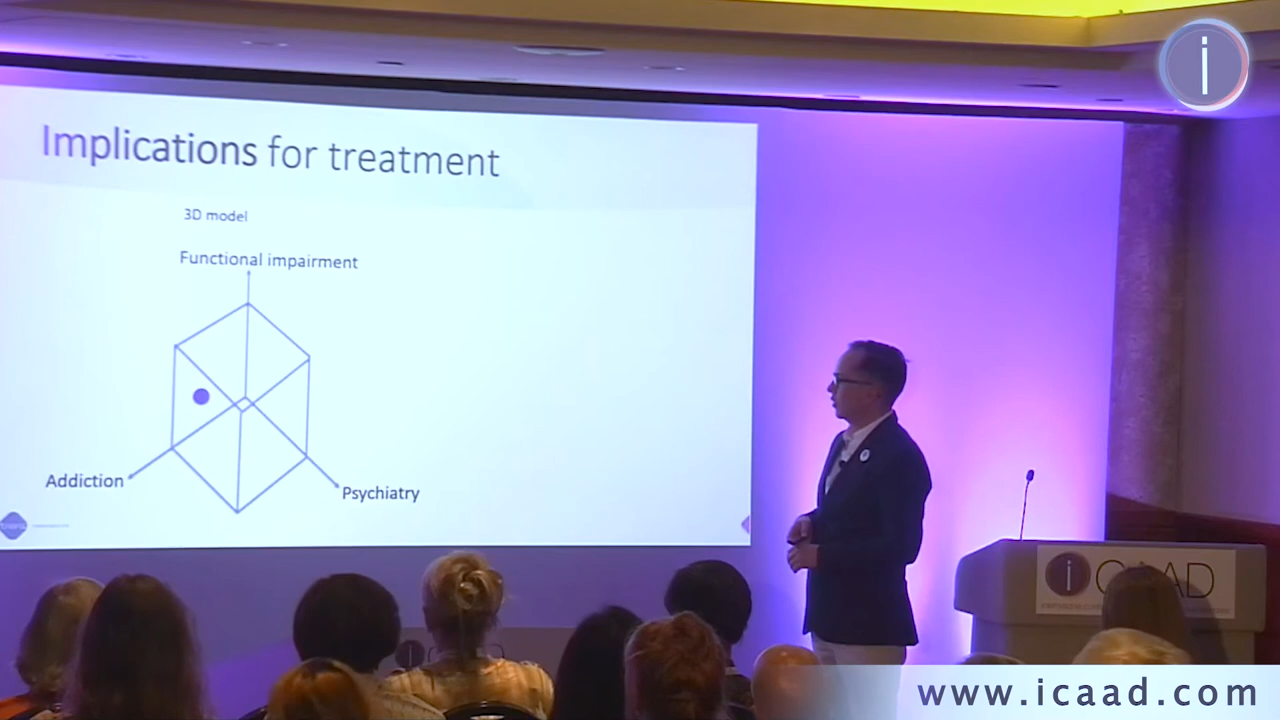 i
Implications for treatment
3D model
Functional impairment
Addiction
Psychiatry
iCAAD
www.icaad.com